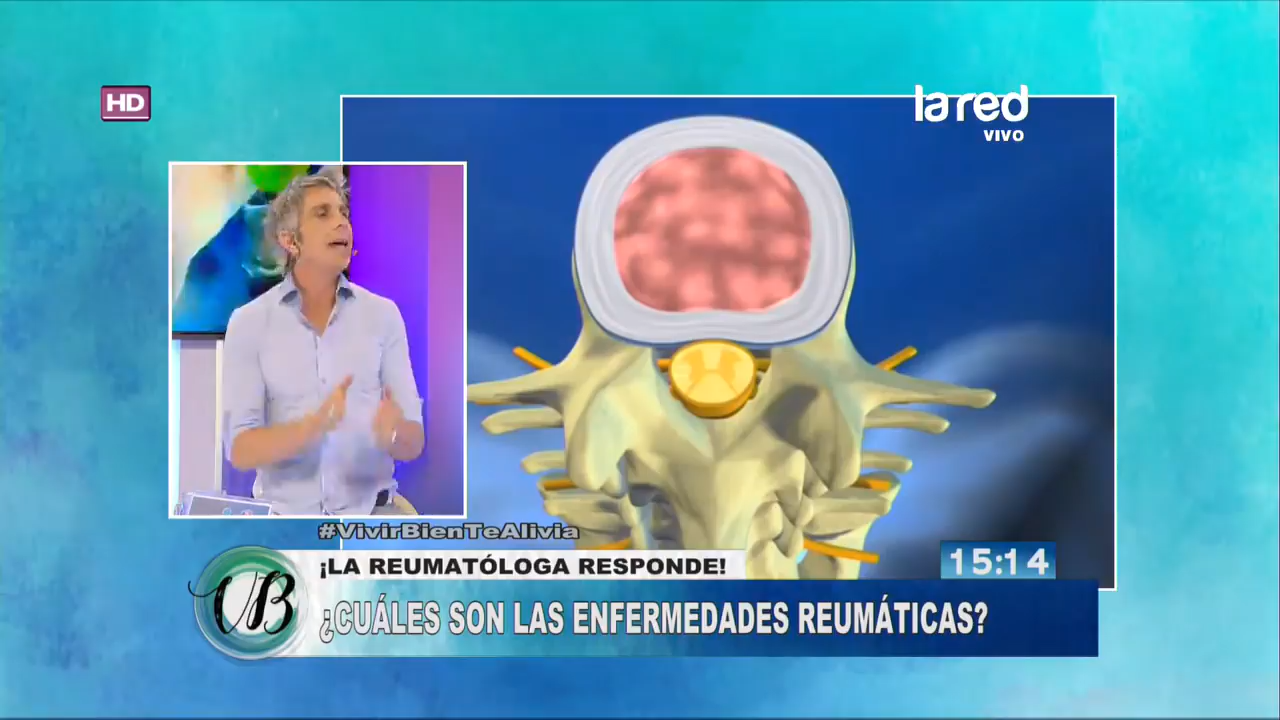 HD
la red
VIVO
#VivirBienTeAlivia
¡LA REUMATÓLOGA RESPONDE!
15:14
VB
¿CUÁLES SON LAS ENFERMEDADES REUMÁTICAS?